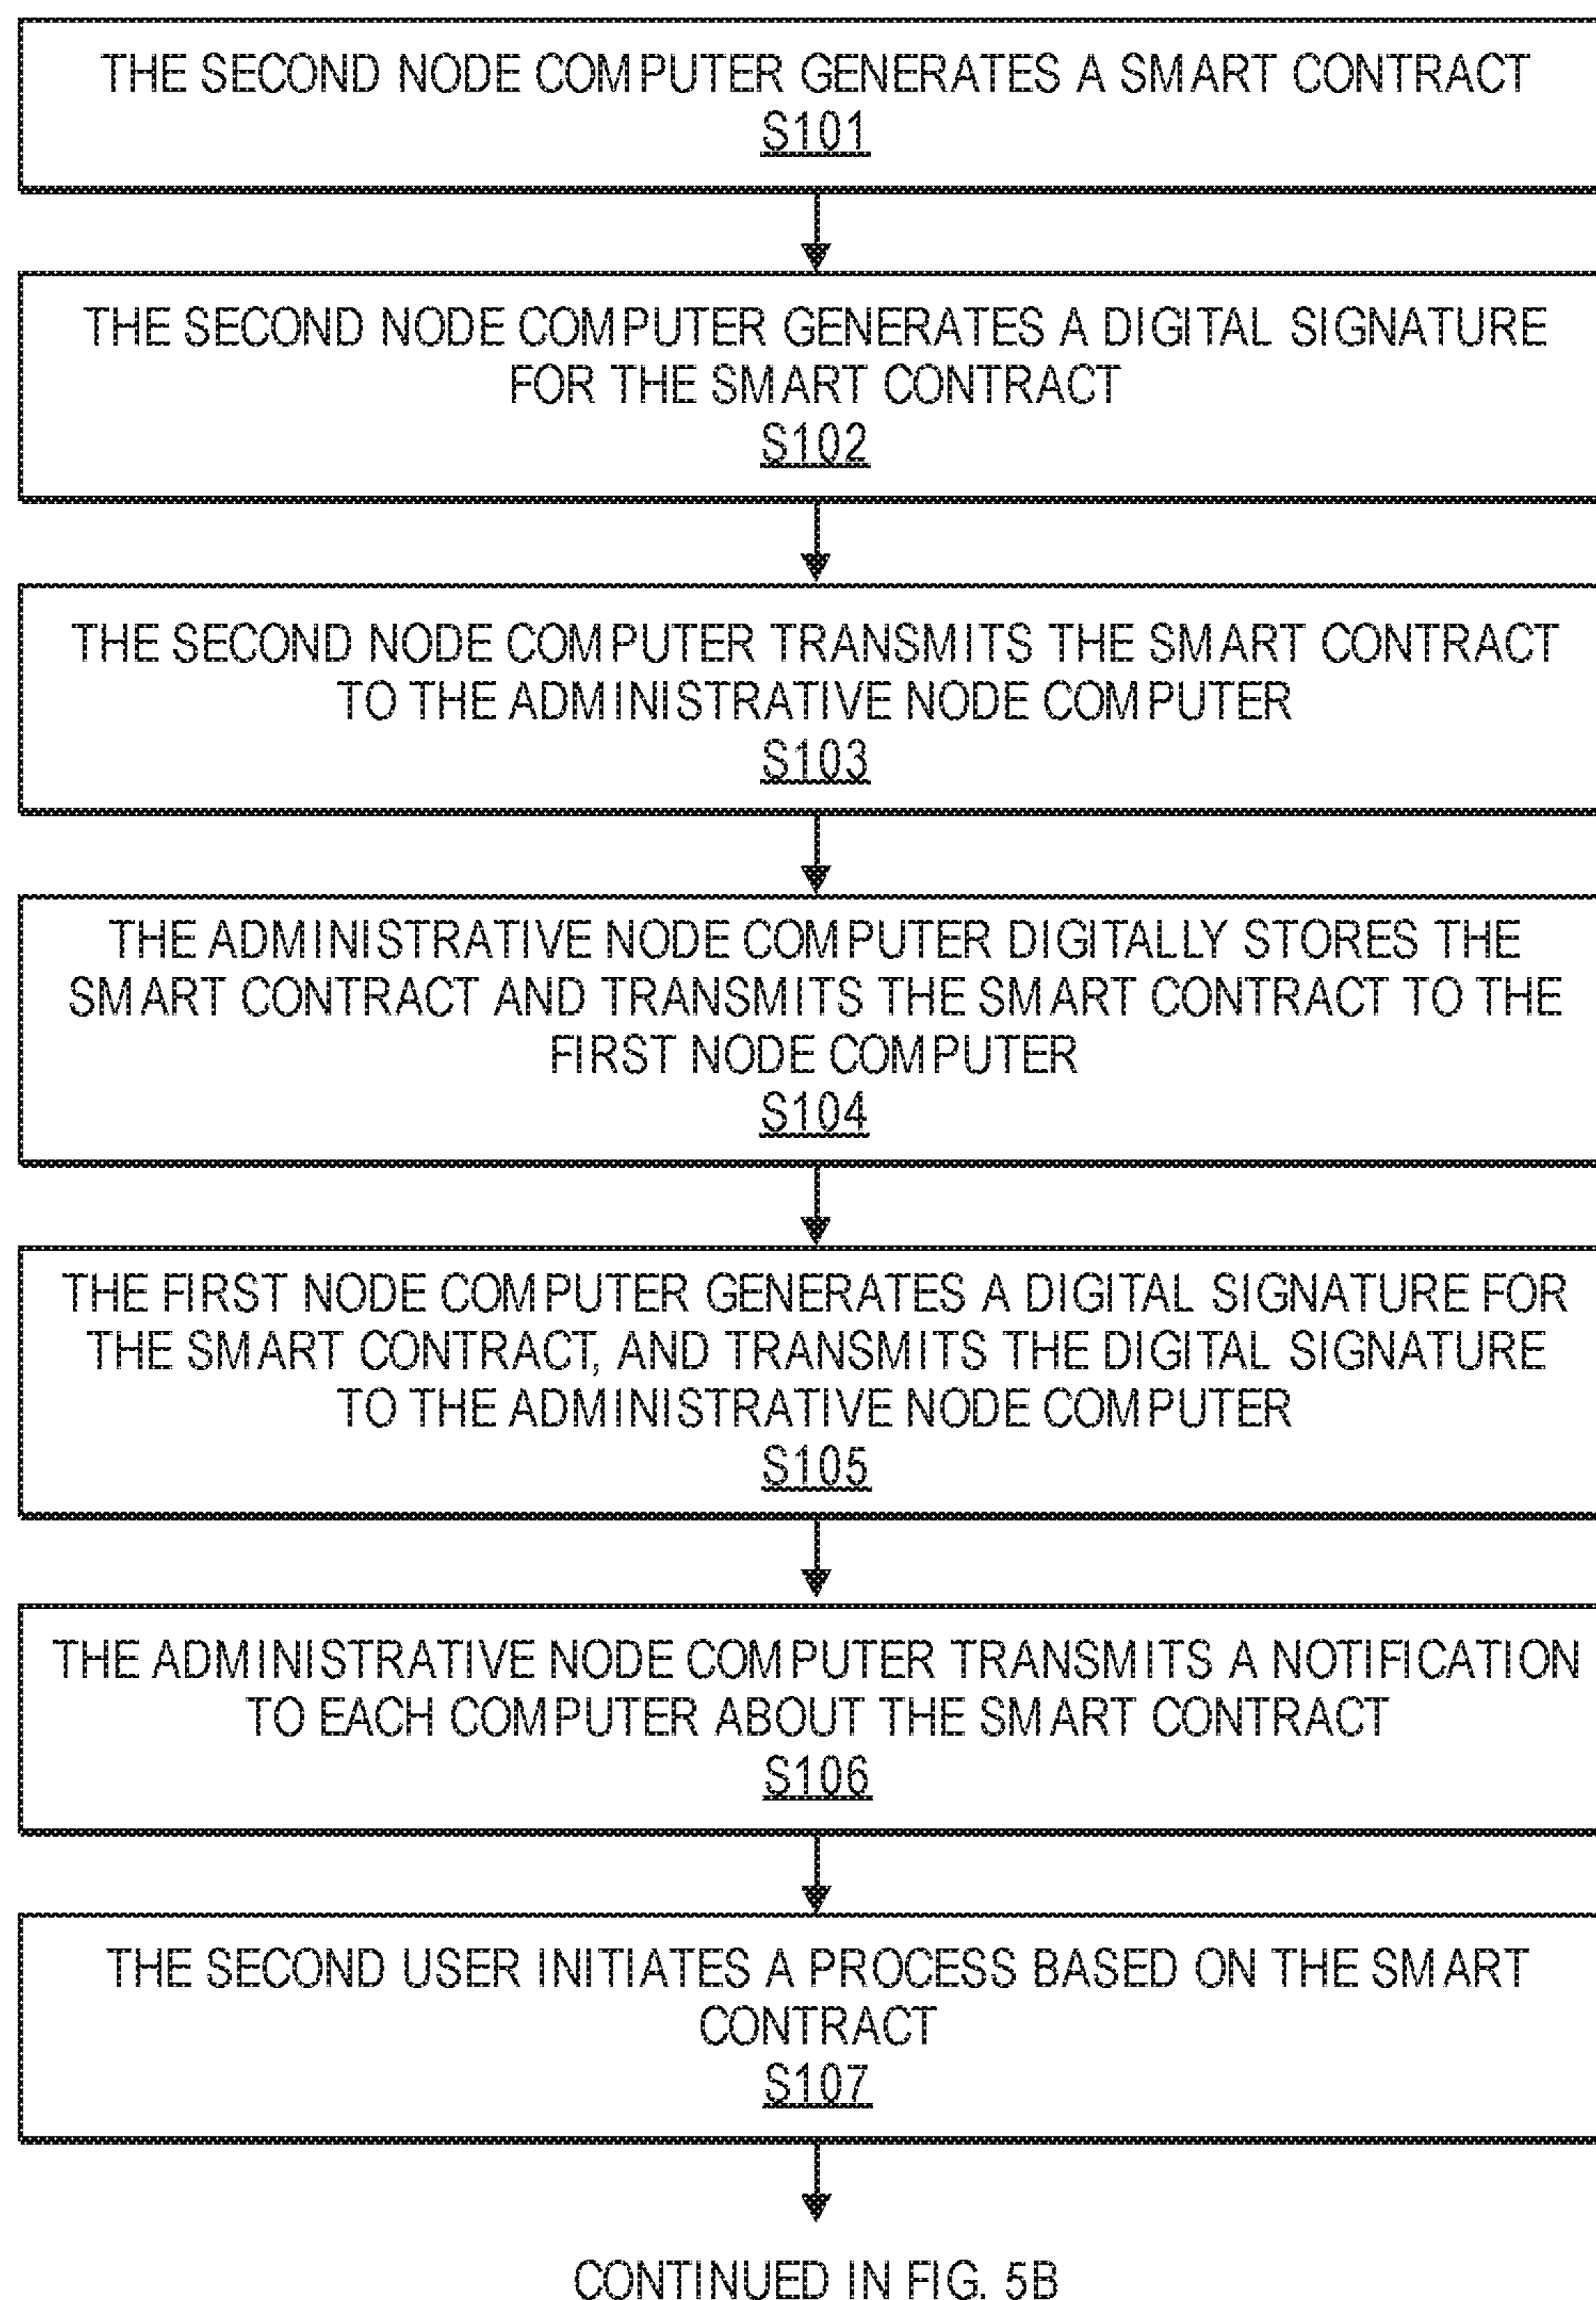 THE SECOND NODE COMPUTER GENERATES A SMART CONTRACT
S101
THE SECOND NODE COMPUTER GENERATES A DIGITAL SIGNATURE
FOR THE SMART CONTRACT
S102
THE SECOND NODE COMPUTER TRANSMITS THE SMART CONTRACT
TO THE ADMINISTRATIVE NODE COMPUTER
S103
THE ADMINISTRATIVE NODE COMPUTER DIGITALLY STORES THE
SMART CONTRACT AND TRANSMITS THE SMART CONTRACT TO THE
FIRST NODE COMPUTER
S104
THE FIRST NODE COMPUTER GENERATES A DIGITAL SIGNATURE FOR
THE SMART CONTRACT, AND TRANSMITS THE DIGITAL SIGNATURE
TO THE ADMINISTRATIVE NODE COMPUTER
S105
THE ADMINISTRATIVE NODE COMPUTER TRANSMITS A NOTIFICATION
TO EACH COMPUTER ABOUT THE SMART CONTRACT
S106
THE SECOND USER INITIATES A PROCESS BASED ON THE SMART
CONTRACT
S107
CONTINUED IN FIG. 5B